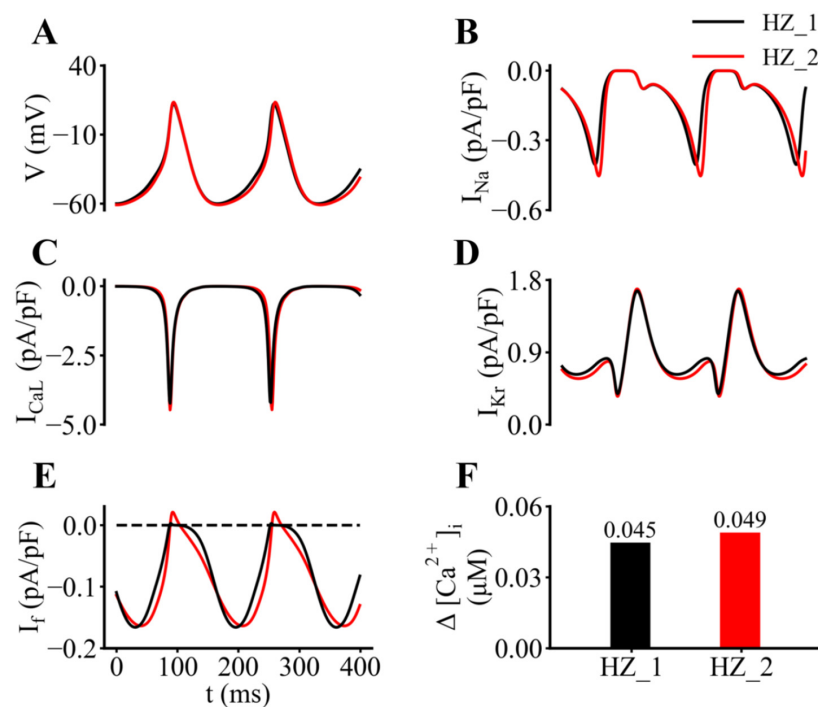 A
B
HZ_1
HZ_2
40
−10
−60
V (mV)
0.0
−0.3
−0.6
I_Na (pA/pF)
C
D
0.0
−2.5
−5.0
I_CaL (pA/pF)
1.8
0.9
0.0
I_Kr (pA/pF)
E
F
0.0
−0.1
−0.2
I_f (pA/pF)
0 100 200 300 400
t (ms)
0.06
0.03
0.00
Δ [Ca²⁺]_i
(μM)
0.045
0.049
HZ_1 HZ_2